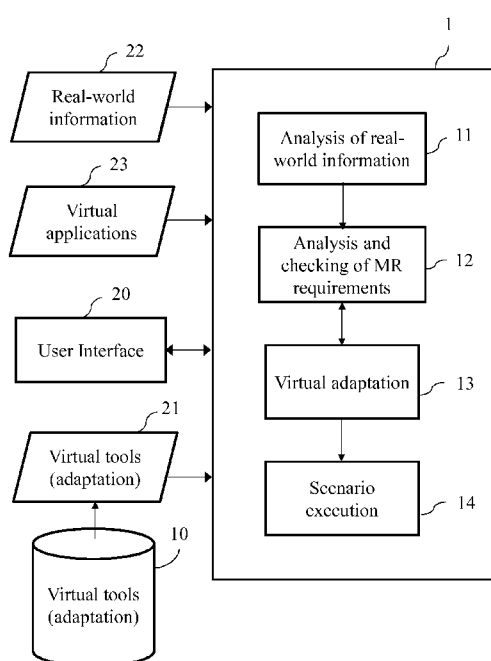 1
22
Real-world
information
23
Virtual
applications
20
User Interface
21
Virtual tools
(adaptation)
10
Virtual tools
(adaptation)
Analysis of real-
world information
11
Analysis and
checking of MR
requirements
12
Virtual adaptation
13
Scenario
execution
14